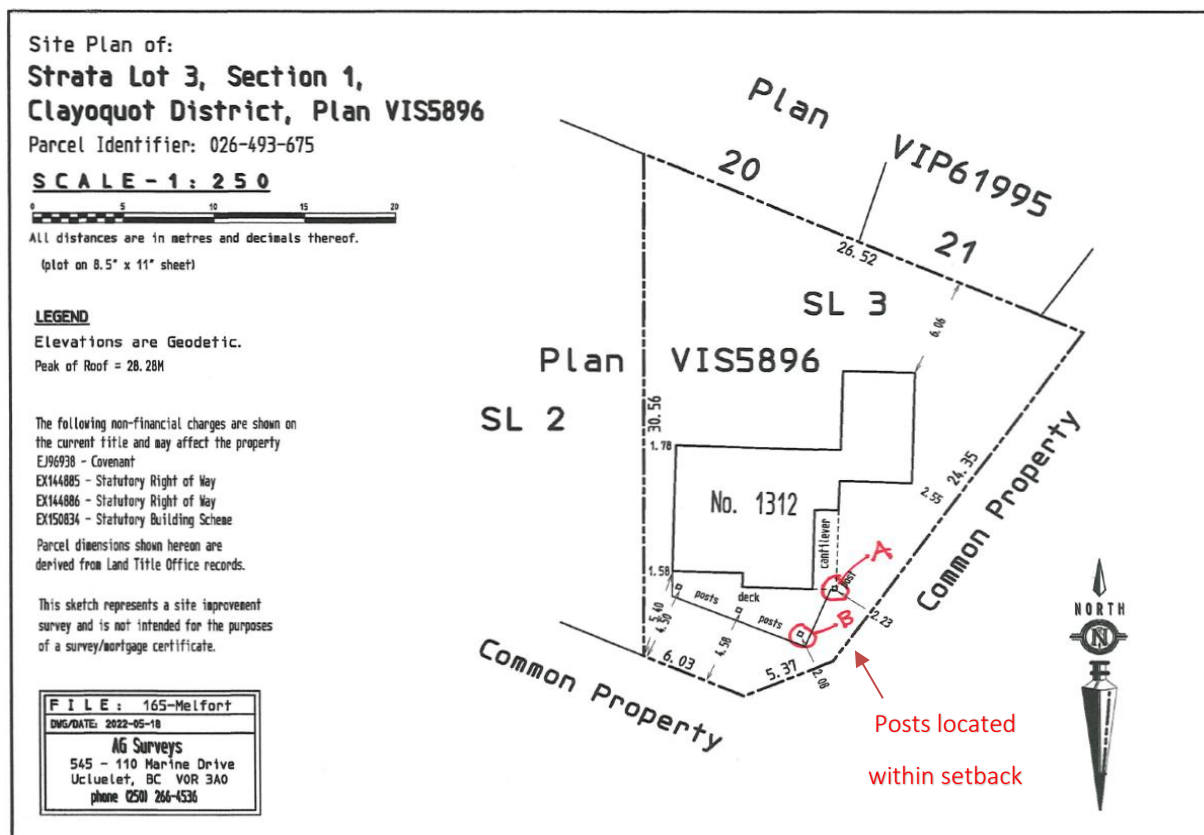 Site Plan of:
Strata Lot 3, Section 1,
Clayoquot District, Plan VIS5896
Parcel Identifier: 026-493-675
SCALE-1:250
0 5 10 15 20
All distances are in metres and decimals thereof.
(plot on 8.5" x 11" sheet)
LEGEND
Elevations are Geodetic.
Peak of Roof = 28.28M
The following non-financial charges are shown on
the current title and may affect the property
EJ96938 - Covenant
EX144885 - Statutory Right of Way
EX144886 - Statutory Right of Way
EX150834 - Statutory Building Scheme
Parcel dimensions shown hereon are
derived from Land Title Office records.
This sketch represents a site improvement
survey and is not intended for the purposes
of a survey/mortgage certificate.
FILE: 165-Melfort
DWG/DATE: 2022-05-18
AG Surveys
545 - 110 Marine Drive
Ucluelet, BC V0R 3A0
phone (250) 266-4536
Plan VIP61995
20
21
26.52
SL 3
6.06
Plan VIS5896
SL 2
30.56
1.78
No. 1312
24.35
2.55
Common Property
cantilever
A
post
1.58
posts
deck
posts
B
5.40
4.50
4.58
2.23
6.03
5.37
2.08
Common Property
Posts located
within setback
NORTH
N